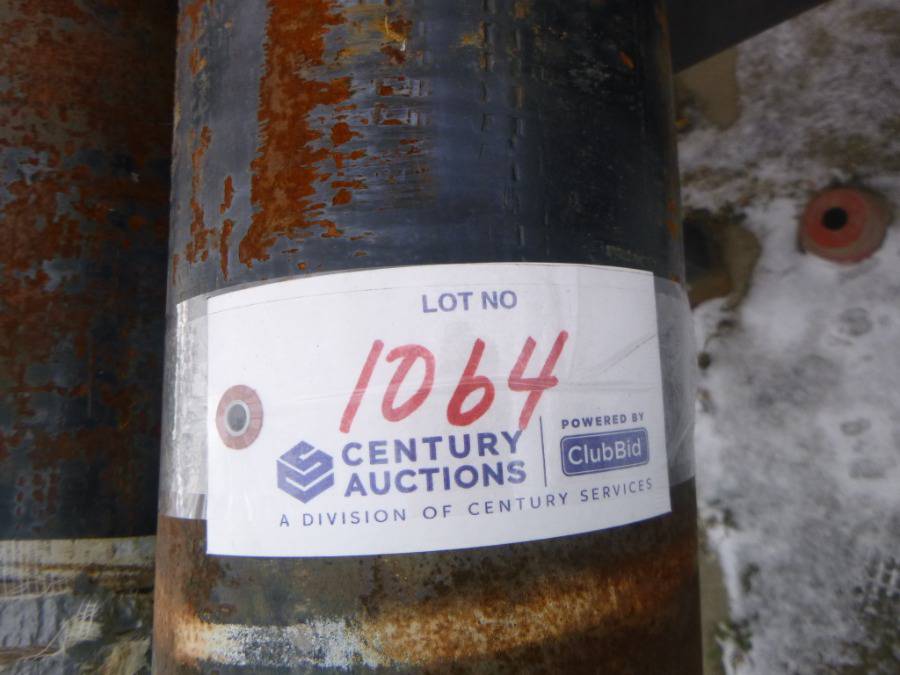 LOT NO
1064
CENTURY
AUCTIONS
POWERED BY
ClubBid
A DIVISION OF CENTURY SERVICES